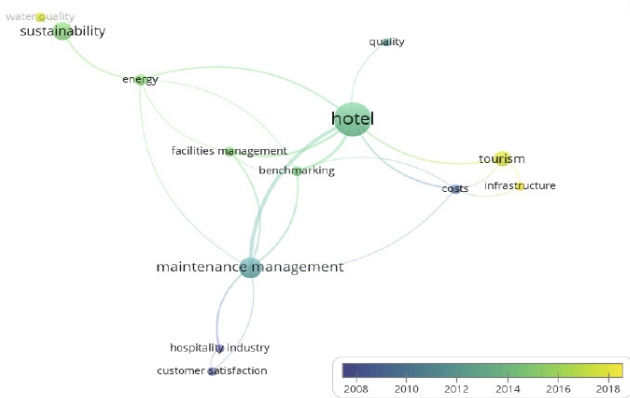 water quality
sustainability
quality
energy
hotel
facilities management
tourism
benchmarking
costs
infrastructure
maintenance management
hospitality industry
customer satisfaction
2008 2010 2012 2014 2016 2018